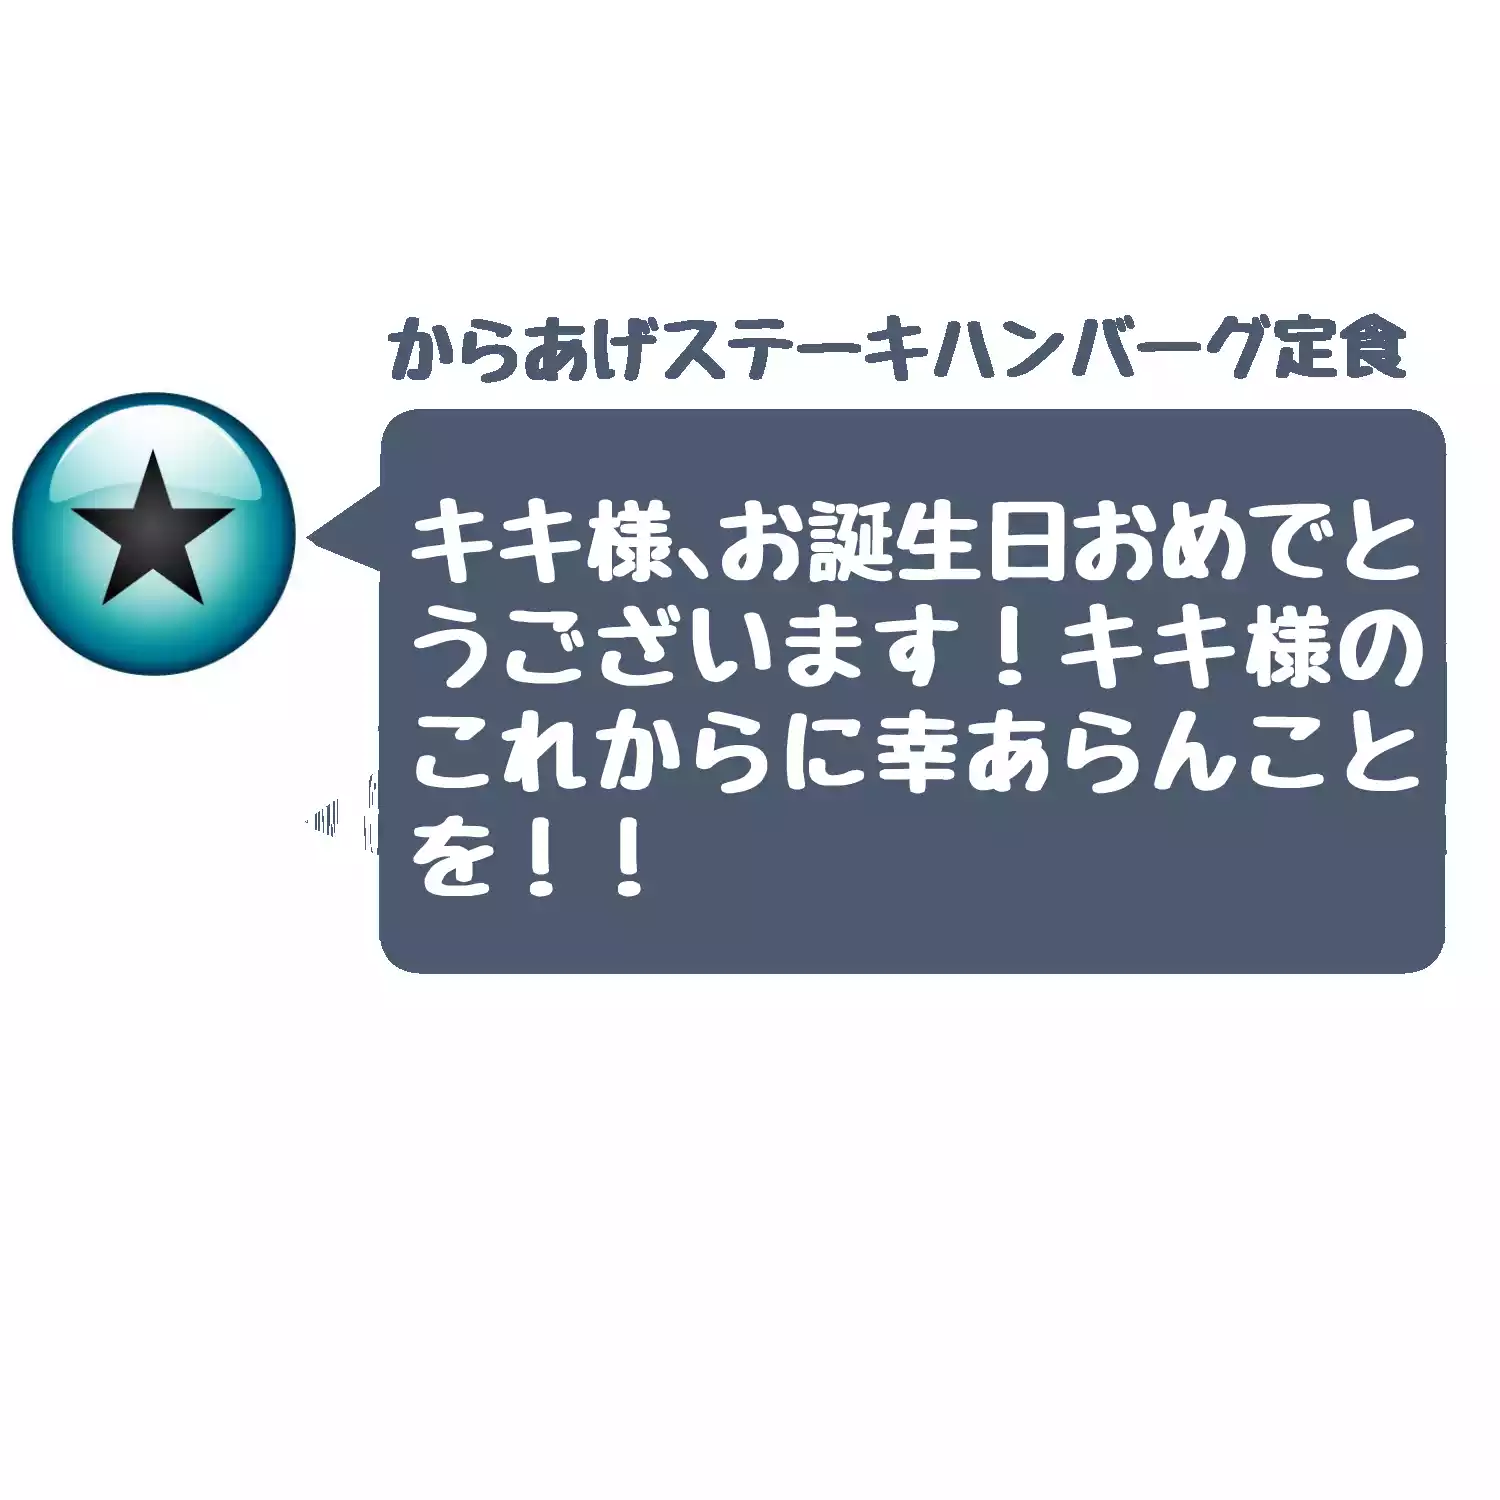 からあげステーキハンバーグ定食
キキ様、お誕生日おめでと
うございます！キキ様の
これからに幸あらんこと
を！！